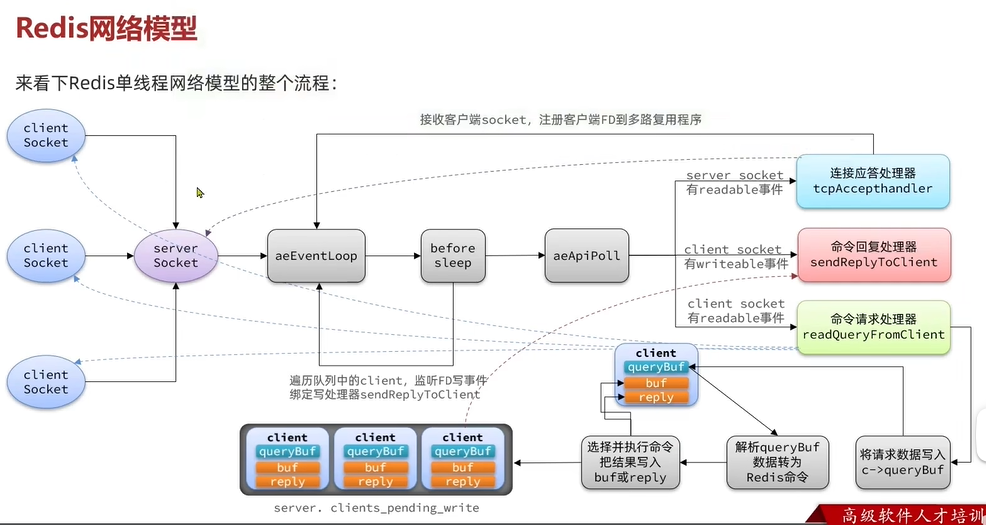 Redis网络模型
来看下Redis单线程网络模型的整个流程：
接收客户端socket，注册客户端FD到多路复用程序
client
Socket
client
Socket
client
Socket
server
Socket
aeEventLoop
before
sleep
aeApiPoll
server socket
有readable事件
client socket
有writeable事件
client socket
有readable事件
连接应答处理器
tcpAccepthandler
命令回复处理器
sendReplyToClient
命令请求处理器
readQueryFromClient
遍历队列中的client，监听FD写事件
绑定写处理器sendReplyToClient
client
queryBuf
buf
reply
client
queryBuf
buf
reply
client
queryBuf
buf
reply
client
queryBuf
buf
reply
选择并执行命令
把结果写入
buf或reply
解析queryBuf
数据转为
Redis命令
将请求数据写入
c->queryBuf
server. clients_pending_write
高级软件人才培训